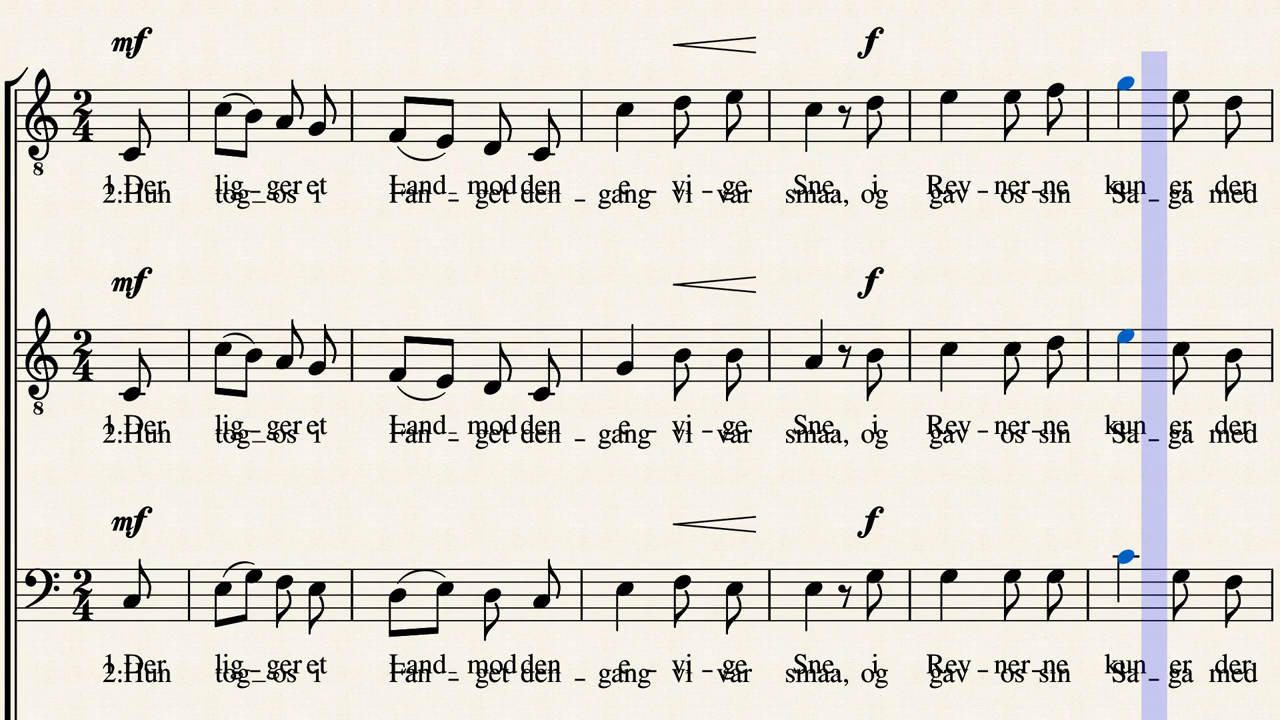 mf f
1.Der lig - ger et Land mod den e - vi - ge Sne i Rev - ner - ne kun er der
2.Hun tog - os i Fan - get den - gang vi var smaa, og gav os sin Sa - ga med
mf f
1.Der lig - ger et Land mod den e - vi - ge Sne i Rev - ner - ne kun er der
2.Hun tog - os i Fan - get den - gang vi var smaa, og gav os sin Sa - ga med
mf f
1.Der lig - ger et Land mod den e - vi - ge Sne i Rev - ner - ne kun er der
2.Hun tog - os i Fan - get den - gang vi var smaa, og gav os sin Sa - ga med